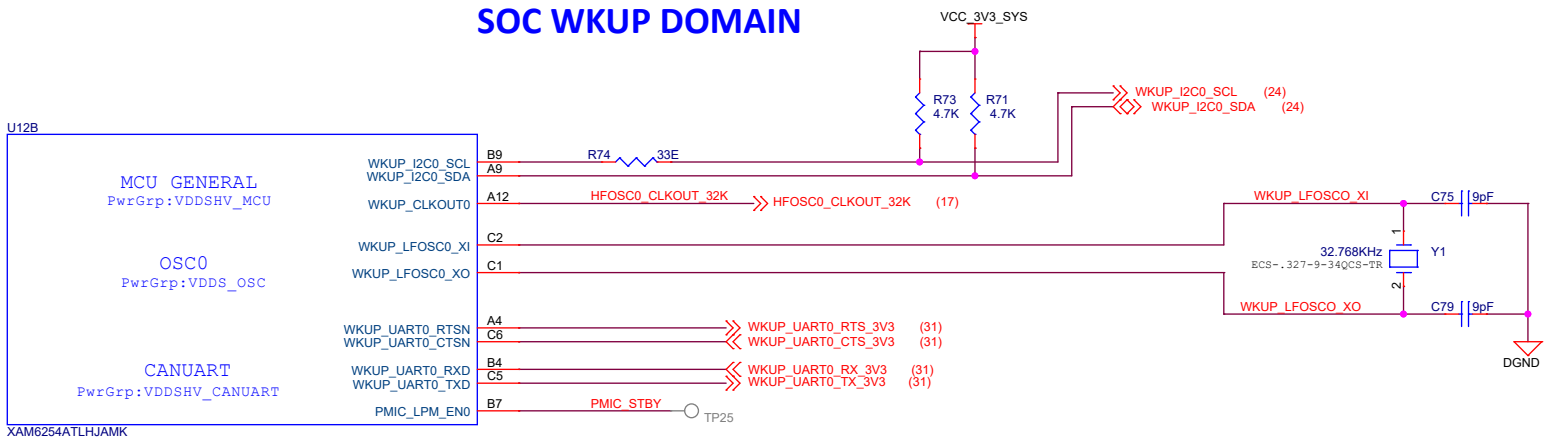 SOC WKUP DOMAIN
VCC_3V3_SYS
R73
4.7K
R71
4.7K
WKUP_I2C0_SCL (24)
WKUP_I2C0_SDA (24)
U12B
MCU GENERAL
PwrGrp:VDDSHV_MCU
WKUP_I2C0_SCL B9 R74 33E
WKUP_I2C0_SDA A9
WKUP_CLKOUT0 A12 HFOSC0_CLKOUT_32K HFOSC0_CLKOUT_32K (17)
OSC0
PwrGrp:VDDS_OSC
WKUP_LFOSC0_XI C2
WKUP_LFOSC0_XO C1
WKUP_LFOSCO_XI C75 9pF
1
32.768KHz Y1
ECS-.327-9-34QCS-TR
2
WKUP_LFOSCO_XO C79 9pF
DGND
WKUP_UART0_RTSN A4 WKUP_UART0_RTS_3V3 (31)
WKUP_UART0_CTSN C6 WKUP_UART0_CTS_3V3 (31)
CANUART
PwrGrp:VDDSHV_CANUART
WKUP_UART0_RXD B4 WKUP_UART0_RX_3V3 (31)
WKUP_UART0_TXD C5 WKUP_UART0_TX_3V3 (31)
PMIC_LPM_EN0 B7 PMIC_STBY TP25
XAM6254ATLHJAMK